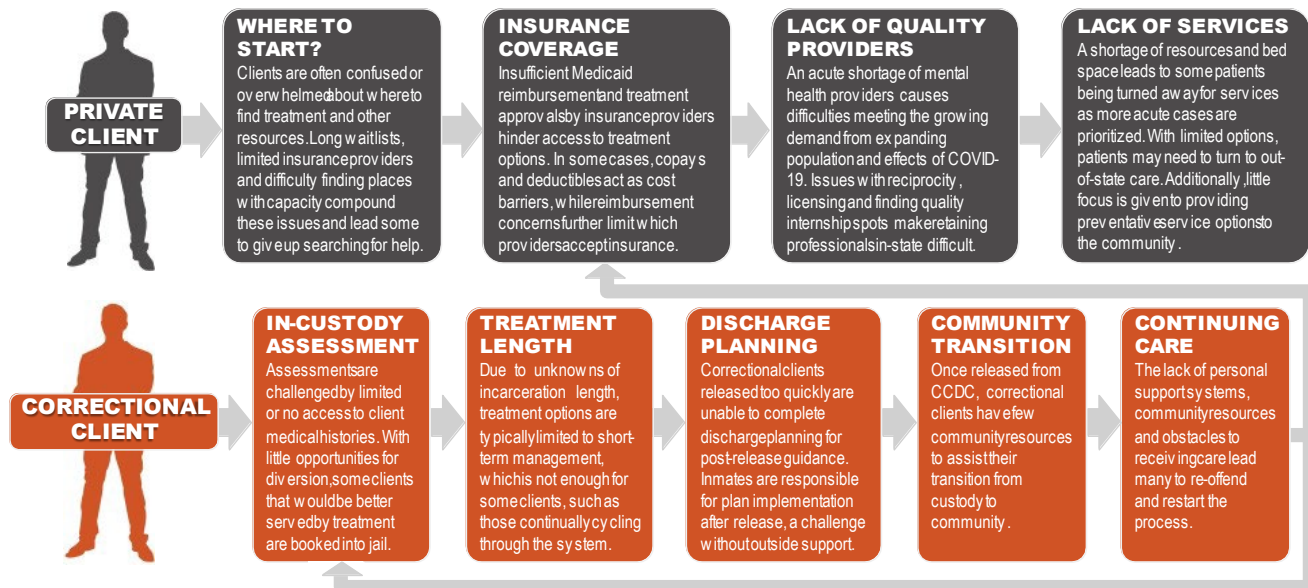 PRIVATE
CLIENT
WHERE TO
START?
Clients are often confused or
overwhelmed about where to
find treatment and other
resources. Long waitlists,
limited insurance providers
and difficulty finding places
with capacity compound
these issues and lead some
to give up searching for help.
INSURANCE
COVERAGE
Insufficient Medicaid
reimbursement and treatment
approvals by insurance providers
hinder access to treatment
options. In some cases, copays
and deductibles act as cost
barriers, while reimbursement
concerns further limit which
providers accept insurance.
LACK OF QUALITY
PROVIDERS
An acute shortage of mental
health providers causes
difficulties meeting the growing
demand from expanding
population and effects of COVID-
19. Issues with reciprocity,
licensing and finding quality
internship spots make retaining
professionals in-state difficult.
LACK OF SERVICES
A shortage of resources and bed
space leads to some patients
being turned away for services
as more acute cases are
prioritized. With limited options,
patients may need to turn to out-
of-state care. Additionally, little
focus is given to providing
preventative service options to
the community.
CORRECTIONAL
CLIENT
IN-CUSTODY
ASSESSMENT
Assessments are
challenged by limited
or no access to client
medical histories. With
little opportunities for
diversion, some clients
that would be better
served by treatment
are booked into jail.
TREATMENT
LENGTH
Due to unknowns of
incarceration length,
treatment options are
typically limited to short-
term management,
which is not enough for
some clients, such as
those continually cycling
through the system.
DISCHARGE
PLANNING
Correctional clients
released too quickly are
unable to complete
discharge planning for
post-release guidance.
Inmates are responsible
for plan implementation
after release, a challenge
without outside support.
COMMUNITY
TRANSITION
Once released from
CCDC, correctional
clients have few
community resources
to assist their
transition from
custody to
community.
CONTINUING
CARE
The lack of personal
support systems,
community resources
and obstacles to
receiving care lead
many to re-offend
and restart the
process.